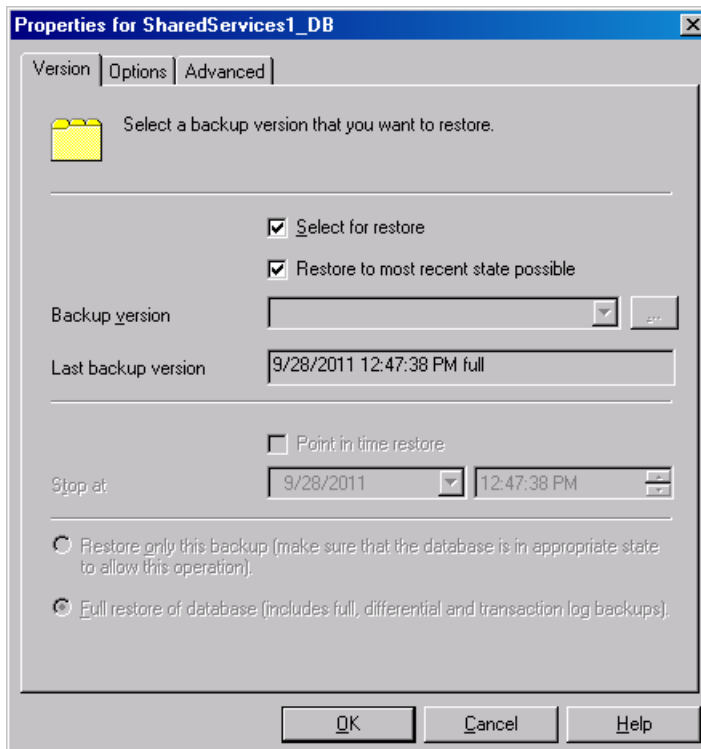 Properties for SharedServices1_DB
Version Options Advanced
Select a backup version that you want to restore.
Select for restore
Restore to most recent state possible
Backup version ...
Last backup version 9/28/2011 12:47:38 PM full
Point in time restore
Stop at 9/28/2011 12:47:38 PM
Restore only this backup (make sure that the database is in appropriate state
to allow this operation).
Full restore of database (includes full, differential and transaction log backups).
OK Cancel Help